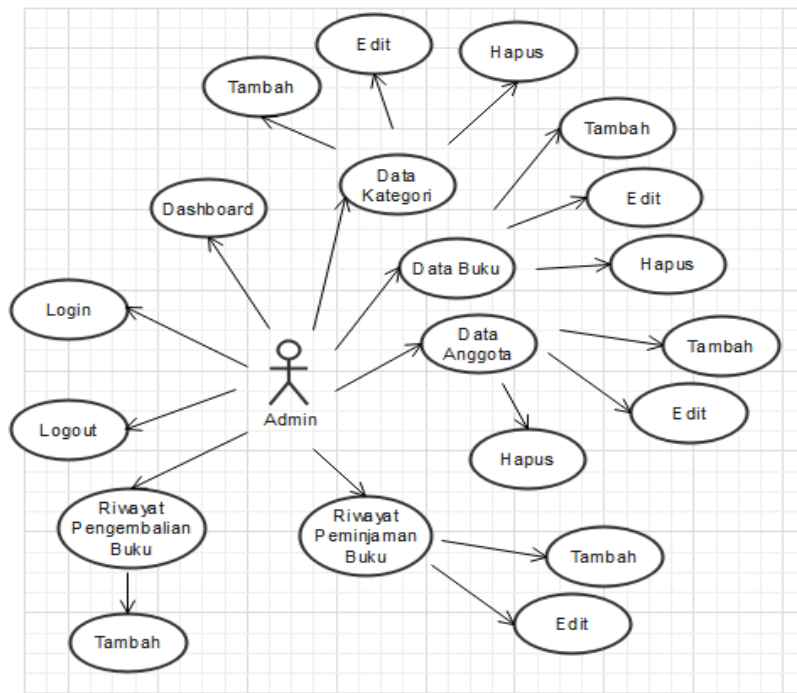 Edit
Hapus
Tambah
Tambah
Data
Kategori
Edit
Dashboard
Data Buku
Hapus
Login
Data
Anggota
Tambah
Edit
Admin
Logout
Hapus
Riwayat
Pengembalian
Buku
Riwayat
Peminjaman
Buku
Tambah
Edit
Tambah